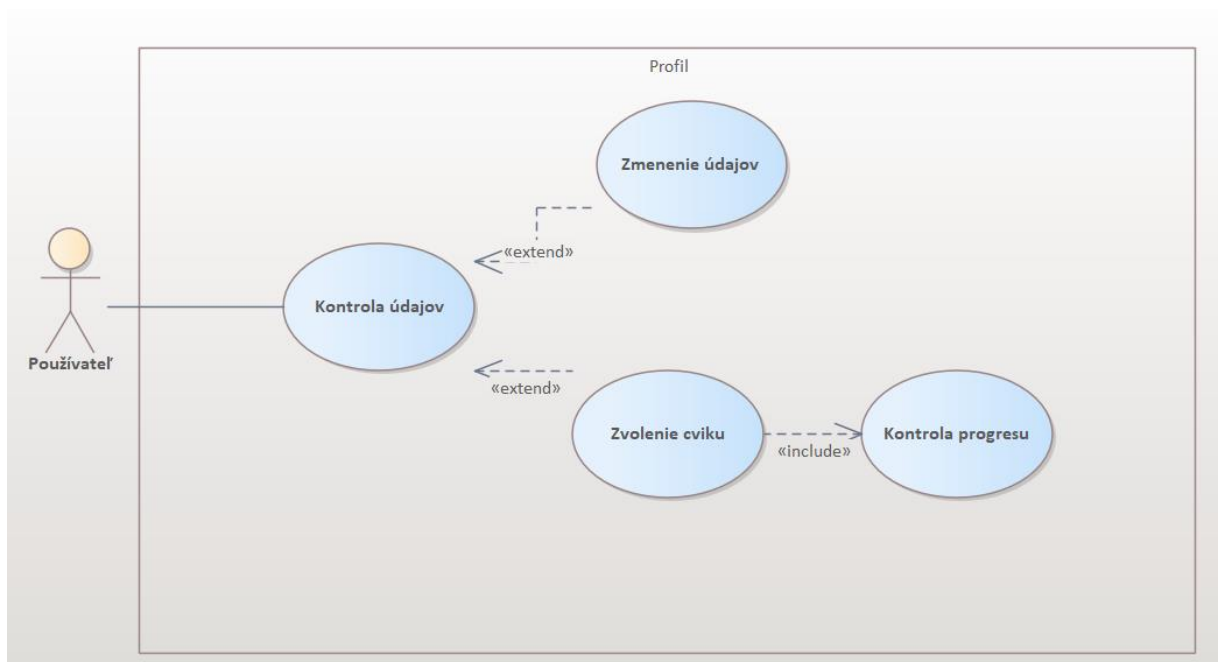 Profil
Zmenenie údajov
«extend»
Kontrola údajov
Používateľ
«extend»
Zvolenie cviku
Kontrola progresu
«include»